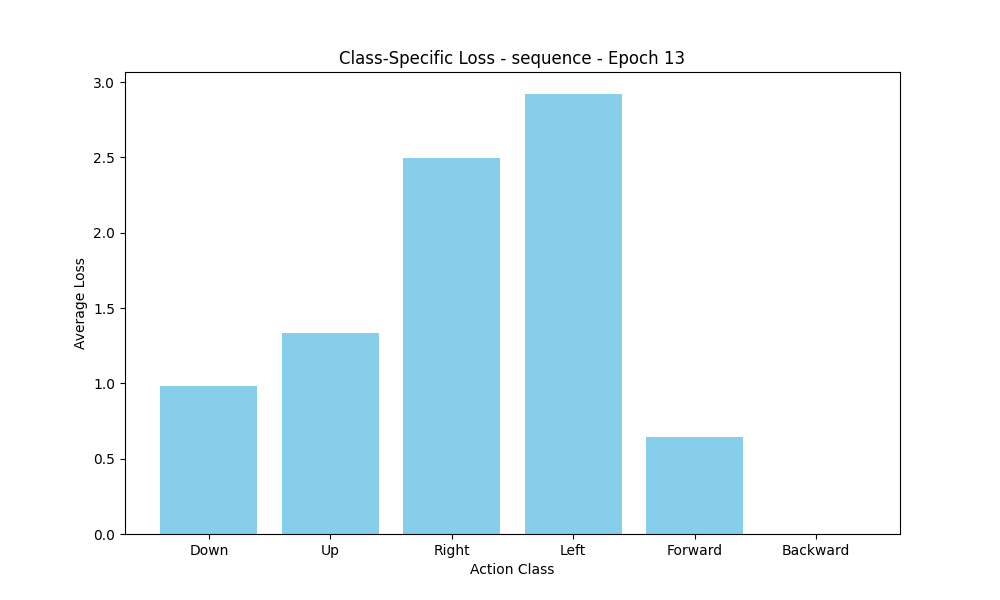 Class-Specific Loss - sequence - Epoch 13
3.0
2.5
2.0
1.5
1.0
0.5
0.0
Average Loss
Down Up Right Left Forward Backward
Action Class